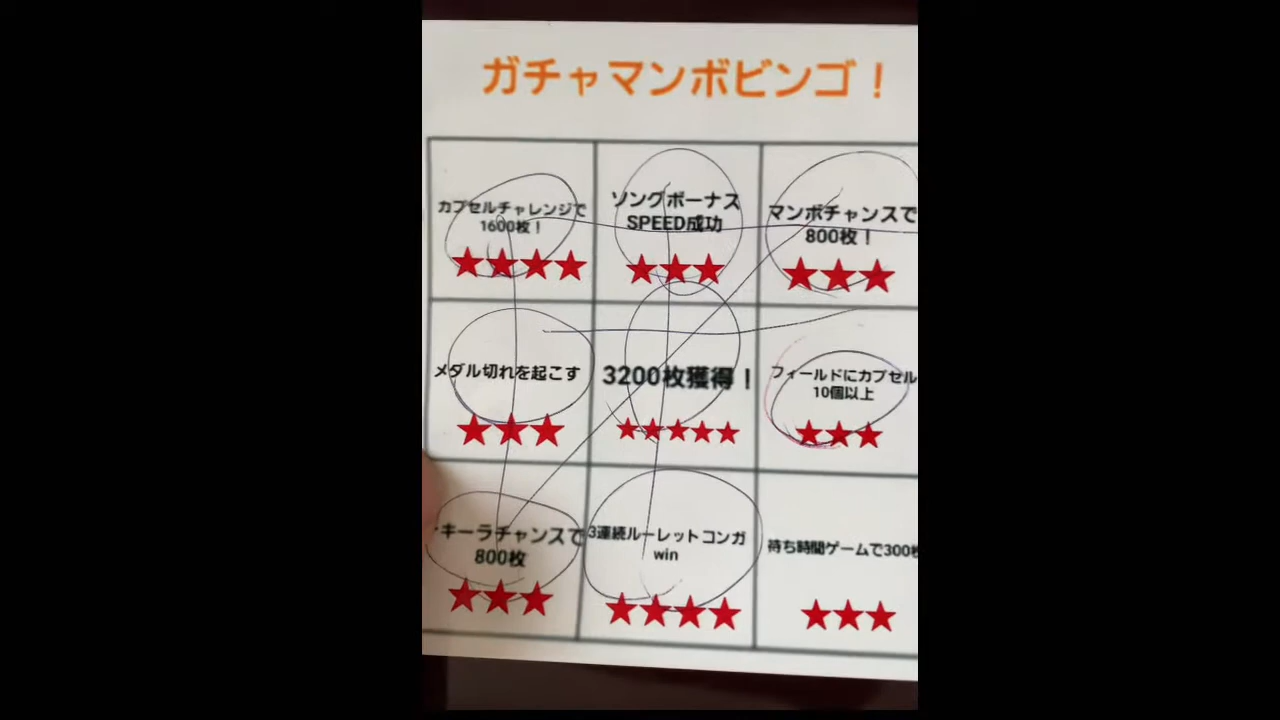 ガチャマンボビンゴ！
カプセルチャレンジで
1600枚！
★★★★
ソングボーナス
SPEED成功
★★★
マンボチャンスで
800枚！
★★★
メダル切れを起こす
★★★
3200枚獲得！
★★★★★
フィールドにカプセル
10個以上
★★★
キーラチャンスで
800枚
★★★
3連続ルーレットコンガ
win
★★★★
待ち時間ゲームで300枚
★★★